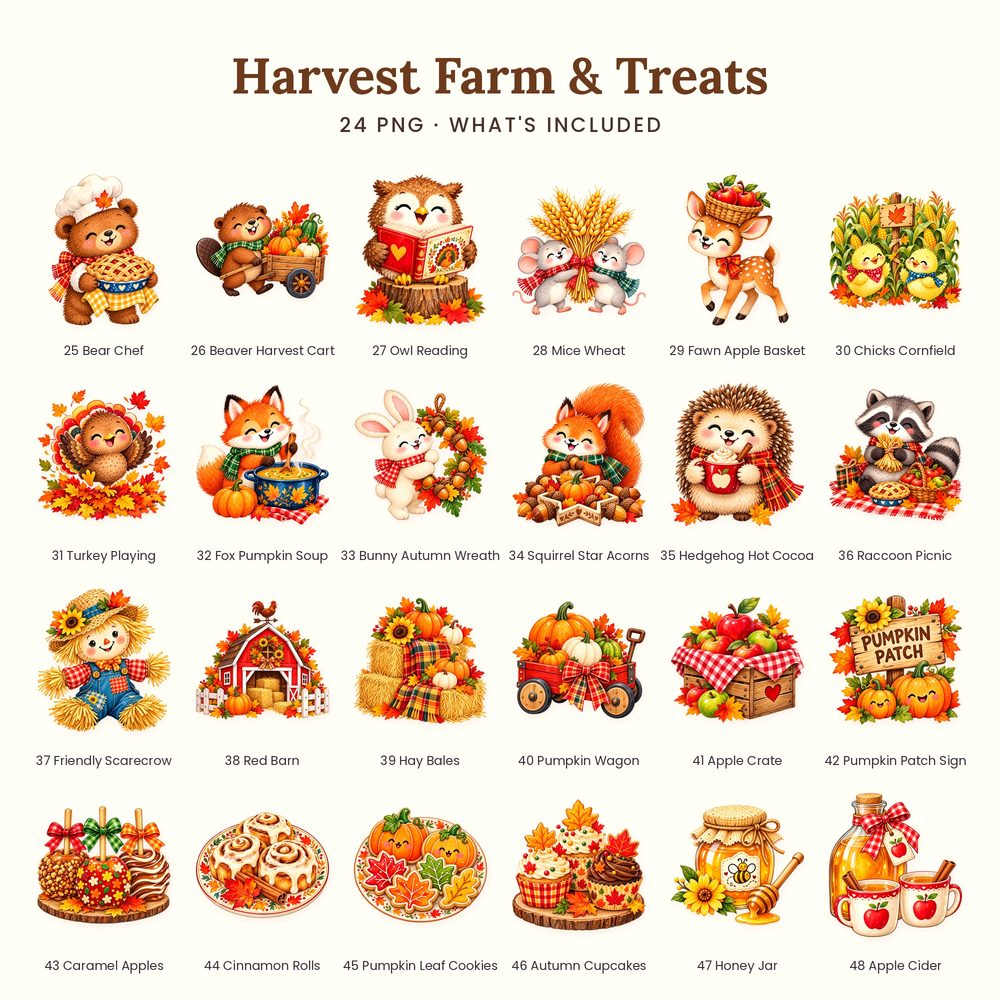 Harvest Farm & Treats
24 PNG · WHAT'S INCLUDED
25 Bear Chef
26 Beaver Harvest Cart
27 Owl Reading
28 Mice Wheat
29 Fawn Apple Basket
30 Chicks Cornfield
31 Turkey Playing
32 Fox Pumpkin Soup
33 Bunny Autumn Wreath
34 Squirrel Star Acorns
35 Hedgehog Hot Cocoa
36 Raccoon Picnic
PUMPKIN
PATCH
37 Friendly Scarecrow
38 Red Barn
39 Hay Bales
40 Pumpkin Wagon
41 Apple Crate
42 Pumpkin Patch Sign
43 Caramel Apples
44 Cinnamon Rolls
45 Pumpkin Leaf Cookies
46 Autumn Cupcakes
47 Honey Jar
48 Apple Cider